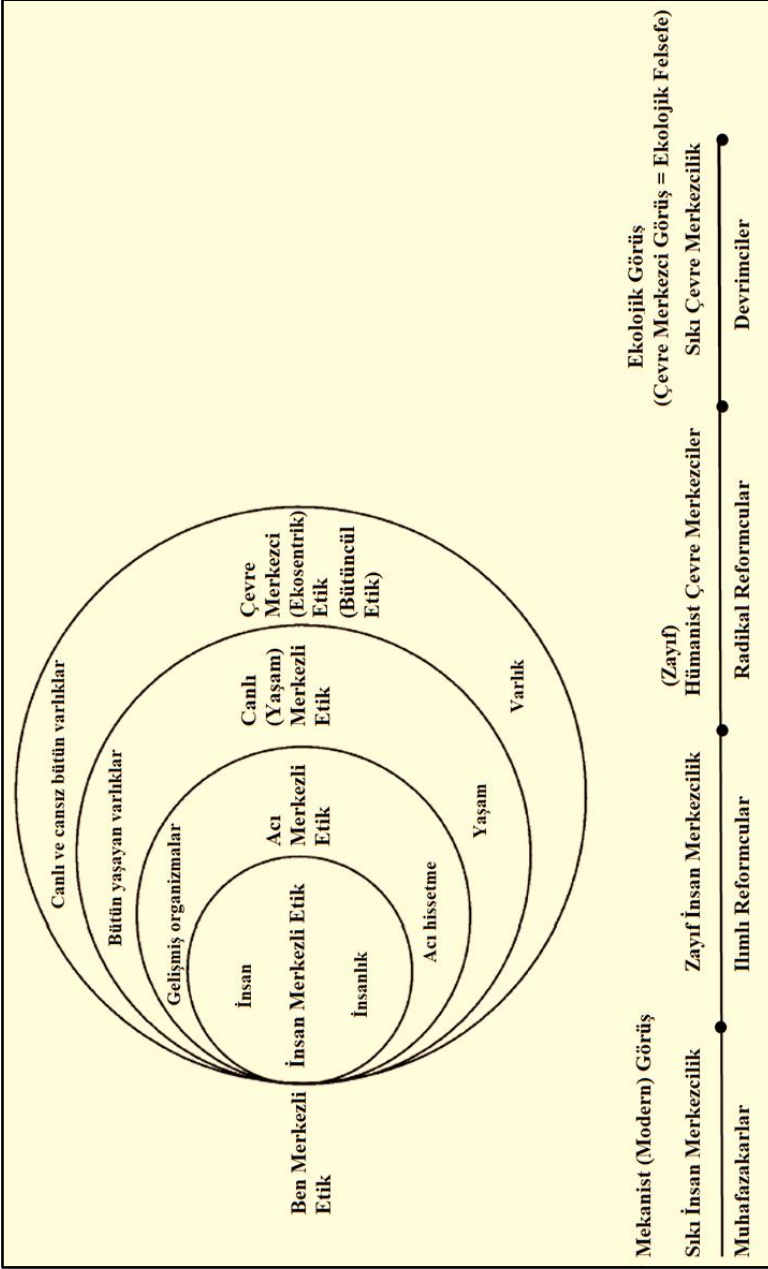 Canlı ve cansız bütün varlıklar
Bütün yaşayan varlıklar
Gelişmiş organizmalar
İnsan
Ben Merkezli
Etik
İnsan Merkezli Etik
Acı
Merkezli
Etik
Canlı
(Yaşam)
Merkezli
Etik
Çevre
Merkezci
(Ekosentrik)
Etik
(Bütüncül
Etik)
İnsanlık
Acı hissetme
Yaşam
Varlık
Mekanist (Modern) Görüş
Ekolojik Görüş
(Çevre Merkezci Görüş = Ekolojik Felsefe)
Sıkı İnsan Merkezcilik
Zayıf İnsan Merkezcilik
(Zayıf)
Hümanist Çevre Merkezciler
Sıkı Çevre Merkezcilik
Muhafazakarlar
Ilımlı Reformcular
Radikal Reformcular
Devrimciler